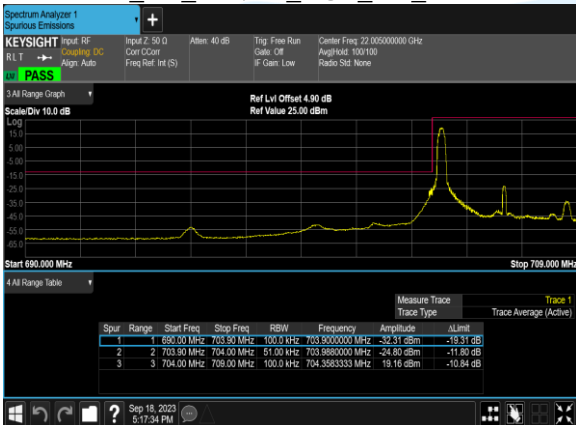 Spectrum Analyzer 1
Spurious Emissions
+
KEYSIGHT Input: RF Input Z: 50 Ω Atten: 40 dB Trig: Free Run Center Freq: 22.005000000 GHz
RLT Coupling: DC Corr CCorr Gate: Off Avg|Hold: 100/100
Align: Auto Freq Ref: Int (S) IF Gain: Low Radio Std: None
PASS
3 All Range Graph
Ref Lvl Offset 4.90 dB
Scale/Div 10.0 dB Ref Value 25.00 dBm
Log
15.0
5.00
-5.00
-15.0
-25.0
-35.0
-45.0
-55.0
-65.0
Start 690.000 MHz Stop 709.000 MHz
4 All Range Table
Measure Trace Trace 1
Trace Type Trace Average (Active)
Spur Range Start Freq Stop Freq RBW Frequency Amplitude ΔLimit
1 1 690.00 MHz 703.90 MHz 100.0 kHz 703.9000000 MHz -32.31 dBm -19.31 dB
2 2 703.90 MHz 704.00 MHz 51.00 kHz 703.9880000 MHz -24.80 dBm -11.80 dB
3 3 704.00 MHz 709.00 MHz 100.0 kHz 704.3583333 MHz 19.16 dBm -10.84 dB
? Sep 18, 2023
5:17:34 PM